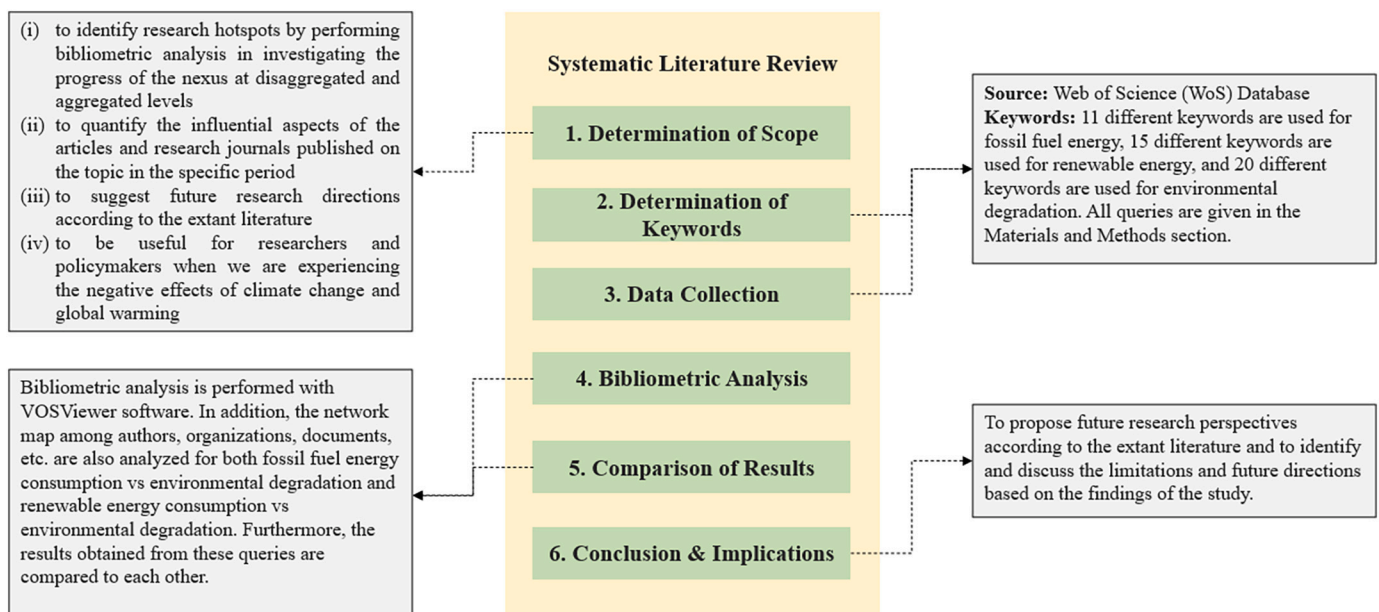 (i) to identify research hotspots by performing
bibliometric analysis in investigating the
progress of the nexus at disaggregated and
aggregated levels
(ii) to quantify the influential aspects of the
articles and research journals published on
the topic in the specific period
(iii) to suggest future research directions
according to the extant literature
(iv) to be useful for researchers and
policymakers when we are experiencing
the negative effects of climate change and
global warming
Bibliometric analysis is performed with
VOSViewer software. In addition, the network
map among authors, organizations, documents,
etc. are also analyzed for both fossil fuel energy
consumption vs environmental degradation and
renewable energy consumption vs
environmental degradation. Furthermore, the
results obtained from these queries are
compared to each other.
Systematic Literature Review
1. Determination of Scope
2. Determination of
Keywords
3. Data Collection
4. Bibliometric Analysis
5. Comparison of Results
6. Conclusion & Implications
Source: Web of Science (WoS) Database
Keywords: 11 different keywords are used for
fossil fuel energy, 15 different keywords are
used for renewable energy, and 20 different
keywords are used for environmental
degradation. All queries are given in the
Materials and Methods section.
To propose future research perspectives
according to the extant literature and to identify
and discuss the limitations and future directions
based on the findings of the study.